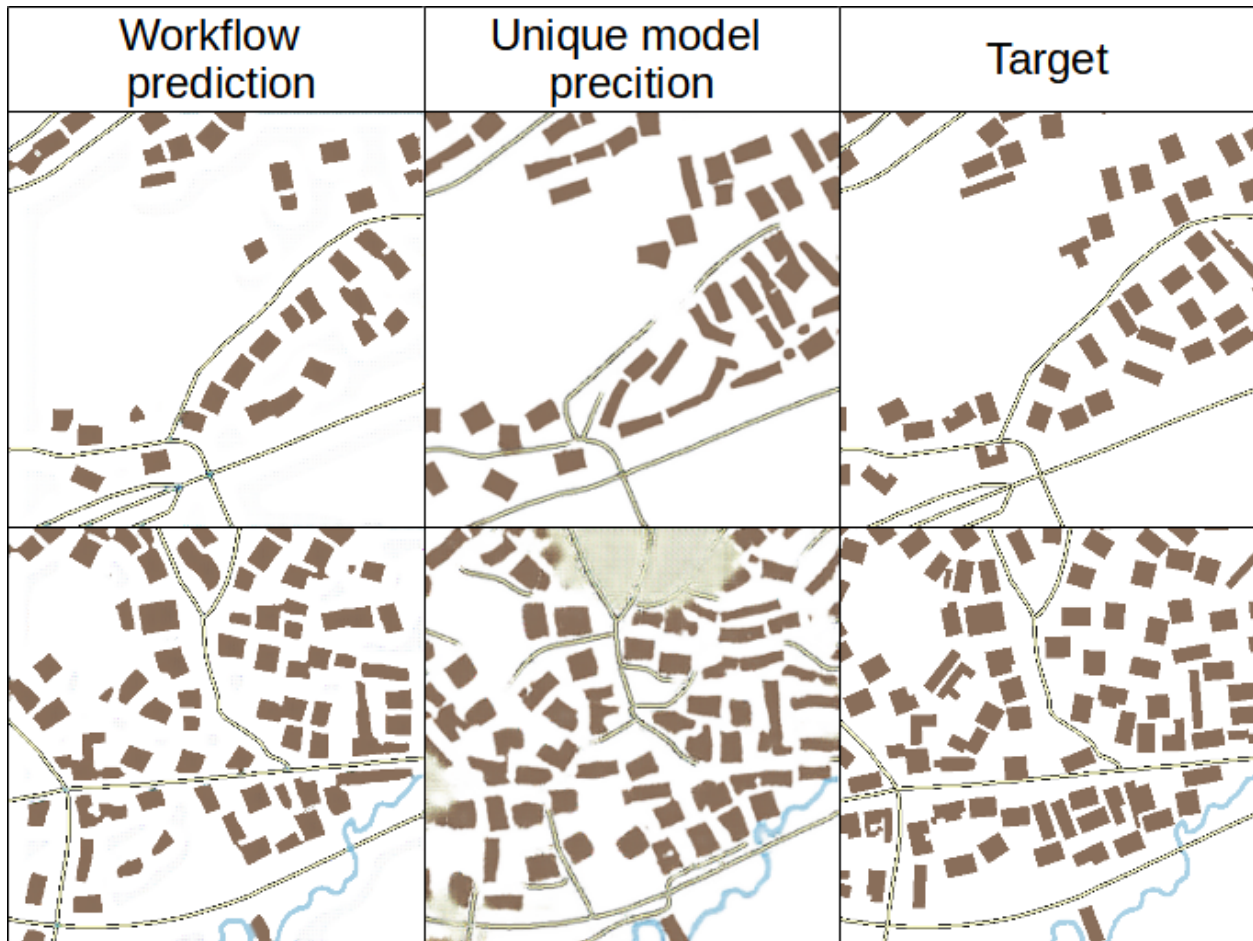 Workflow
prediction
Unique model
precition
Target